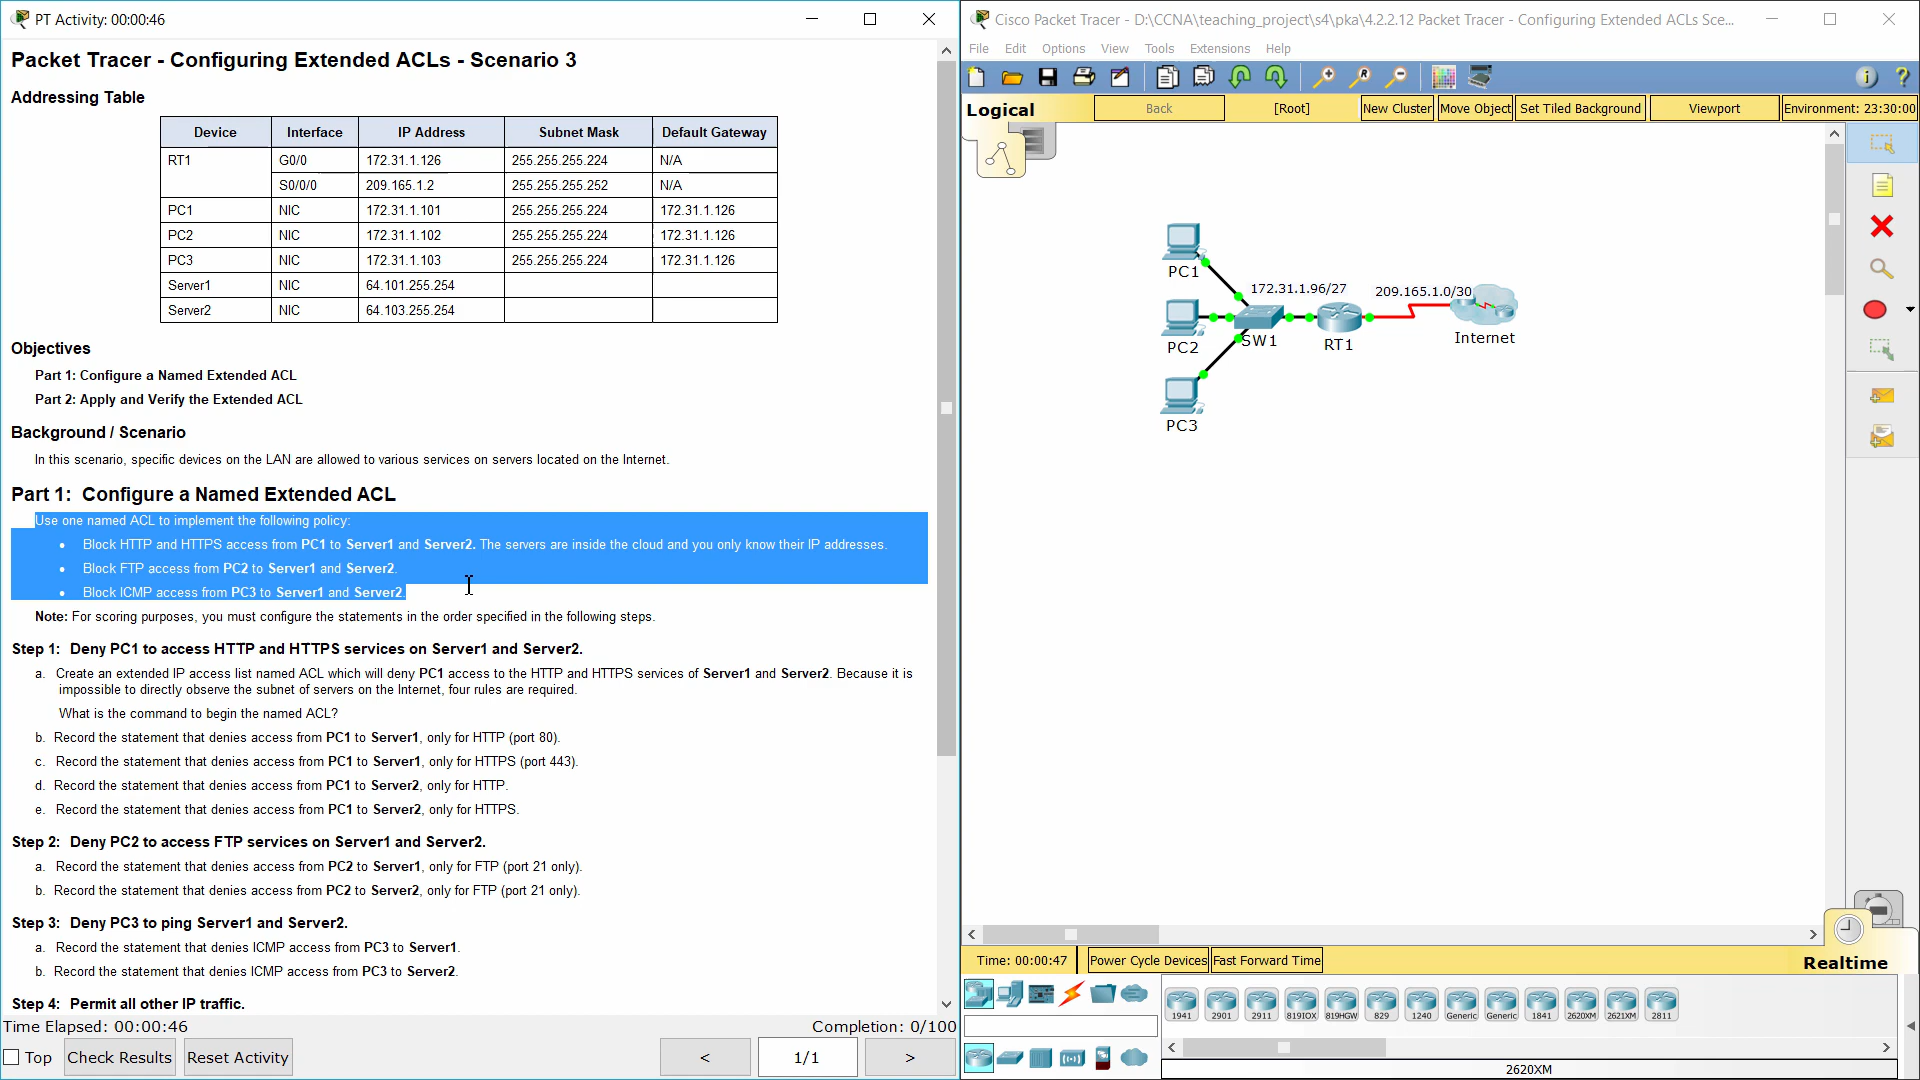 PT Activity: 00:00:46
Packet Tracer - Configuring Extended ACLs - Scenario 3
Addressing Table
Device Interface IP Address Subnet Mask Default Gateway
RT1 G0/0 172.31.1.126 255.255.255.224 N/A
S0/0/0 209.165.1.2 255.255.255.252 N/A
PC1 NIC 172.31.1.101 255.255.255.224 172.31.1.126
PC2 NIC 172.31.1.102 255.255.255.224 172.31.1.126
PC3 NIC 172.31.1.103 255.255.255.224 172.31.1.126
Server1 NIC 64.101.255.254
Server2 NIC 64.103.255.254
Objectives
Part 1: Configure a Named Extended ACL
Part 2: Apply and Verify the Extended ACL
Background / Scenario
In this scenario, specific devices on the LAN are allowed to various services on servers located on the Internet.
Part 1: Configure a Named Extended ACL
Use one named ACL to implement the following policy:
• Block HTTP and HTTPS access from PC1 to Server1 and Server2. The servers are inside the cloud and you only know their IP addresses.
• Block FTP access from PC2 to Server1 and Server2.
• Block ICMP access from PC3 to Server1 and Server2.
Note: For scoring purposes, you must configure the statements in the order specified in the following steps.
Step 1: Deny PC1 to access HTTP and HTTPS services on Server1 and Server2.
a. Create an extended IP access list named ACL which will deny PC1 access to the HTTP and HTTPS services of Server1 and Server2. Because it is
impossible to directly observe the subnet of servers on the Internet, four rules are required.
What is the command to begin the named ACL?
b. Record the statement that denies access from PC1 to Server1, only for HTTP (port 80).
c. Record the statement that denies access from PC1 to Server1, only for HTTPS (port 443).
d. Record the statement that denies access from PC1 to Server2, only for HTTP.
e. Record the statement that denies access from PC1 to Server2, only for HTTPS.
Step 2: Deny PC2 to access FTP services on Server1 and Server2.
a. Record the statement that denies access from PC2 to Server1, only for FTP (port 21 only).
b. Record the statement that denies access from PC2 to Server2, only for FTP (port 21 only).
Step 3: Deny PC3 to ping Server1 and Server2.
a. Record the statement that denies ICMP access from PC3 to Server1.
b. Record the statement that denies ICMP access from PC3 to Server2.
Step 4: Permit all other IP traffic.
Time Elapsed: 00:00:46
Completion: 0/100
Top Check Results Reset Activity < 1/1 >
Cisco Packet Tracer - D:\CCNA\teaching_project\s4\pka\4.2.2.12 Packet Tracer - Configuring Extended ACLs Sce...
File Edit Options View Tools Extensions Help
Logical Back [Root] New Cluster Move Object Set Tiled Background Viewport Environment: 23:30:00
PC1
172.31.1.96/27
209.165.1.0/30
PC2
SW1
RT1
Internet
PC3
Time: 00:00:47 Power Cycle Devices Fast Forward Time
Realtime
1941 2901 2911 819IOX 819HGW 829 1240 Generic Generic 1841 2620XM 2621XM 2811
2620XM